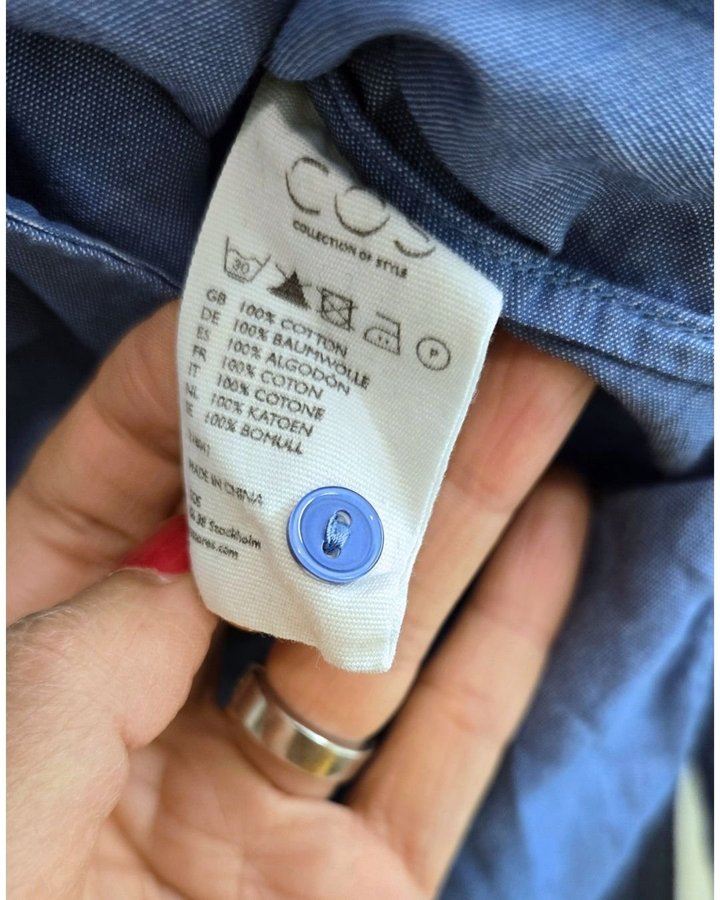 COS
COLLECTION OF STYLE
30
P
GB 100% COTTON
DE 100% BAUMWOLLE
ES 100% ALGODÓN
FR 100% COTON
IT 100% COTONE
NL 100% KATOEN
100% BOMULL
MADE IN CHINA
38 Stockholm